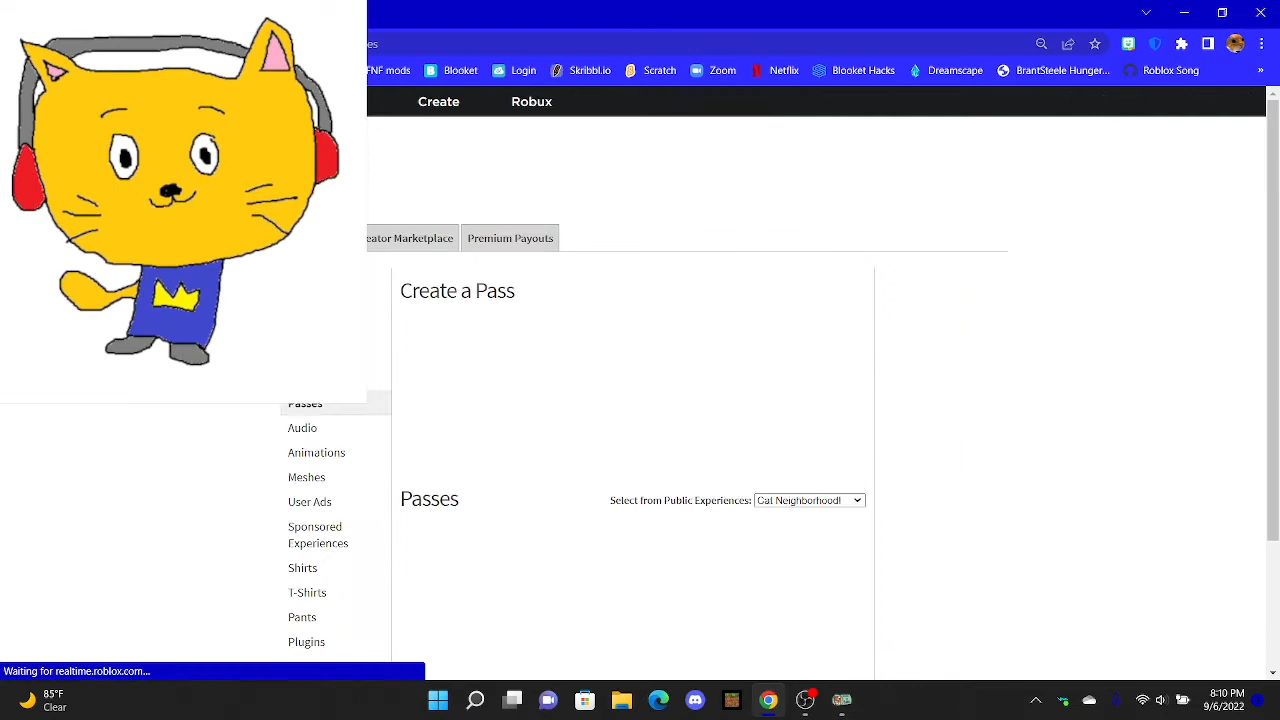 es
FNF mods
Blooket
Login
Skribbl.io
Scratch
Zoom
Netflix
Blooket Hacks
Dreamscape
BrantSteele Hunger...
Roblox Song
»
Create
Robux
eator Marketplace
Premium Payouts
Create a Pass
Passes
Audio
Animations
Meshes
User Ads
Sponsored
Experiences
Shirts
T-Shirts
Pants
Plugins
Passes
Select from Public Experiences: Cat Neighborhood!
Waiting for realtime.roblox.com...
85°F
Clear
8:10 PM
9/6/2022